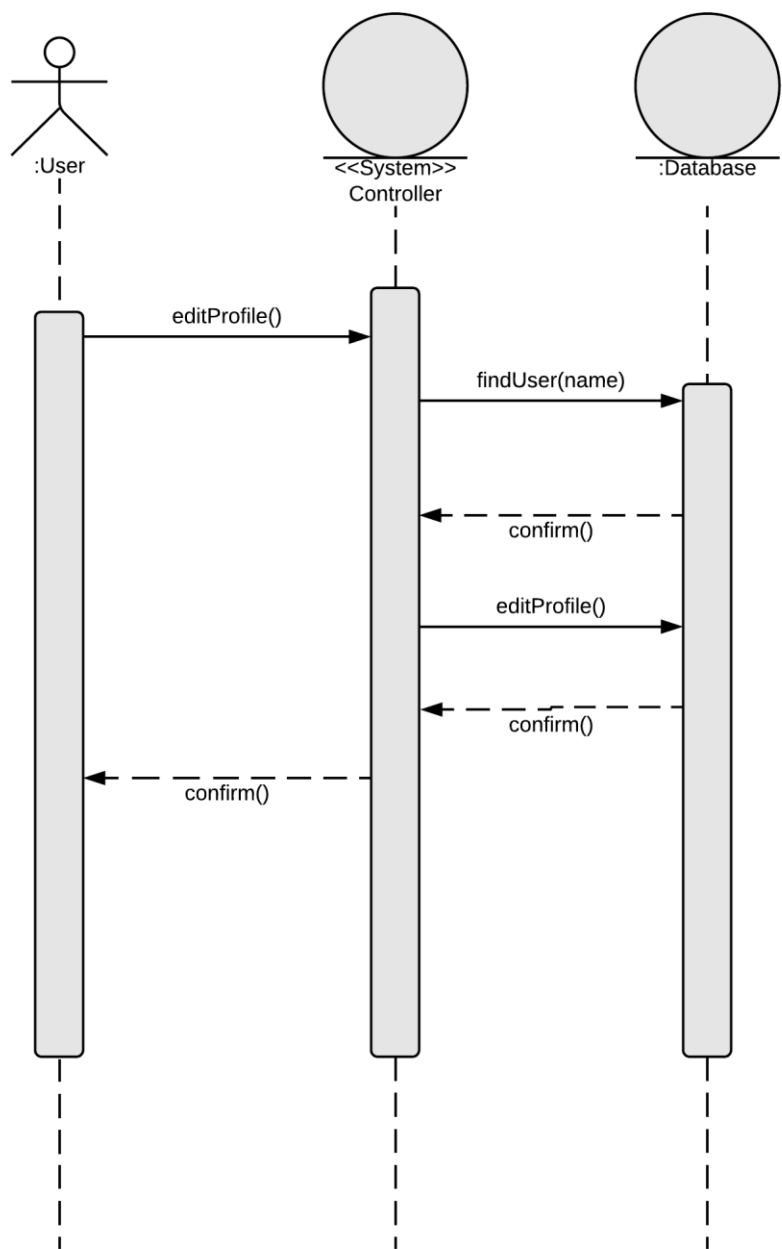 :User
<<System>>
Controller
:Database
editProfile()
findUser(name)
confirm()
editProfile()
confirm()
confirm()